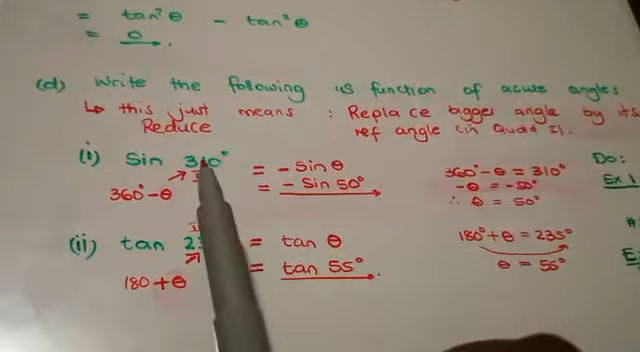 = tan²θ - tan²θ
= 0.
(d) Write the following as function of acute angles
↳ this just means : Replace bigger angle by its
Reduce ref angle (in Quad I).
(i) Sin 310° = - Sin θ
360° - θ = - Sin 50°
360° - θ = 310°
- θ = - 50°
∴ θ = 50°
Do:
Ex 1
(ii) tan 23 = tan θ
180 + θ = tan 55°.
180° + θ = 235°
θ = 55°
#